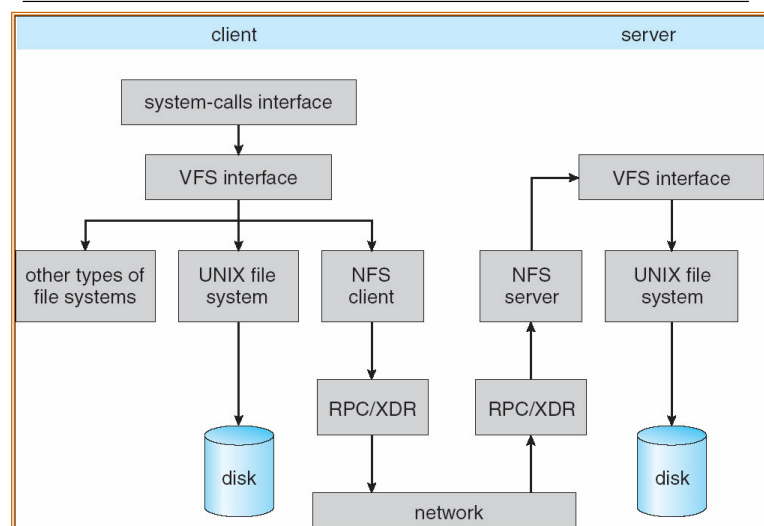 client
server
system-calls interface
VFS interface
VFS interface
other types of
file systems
UNIX file
system
NFS
client
NFS
server
UNIX file
system
RPC/XDR
RPC/XDR
disk
disk
network